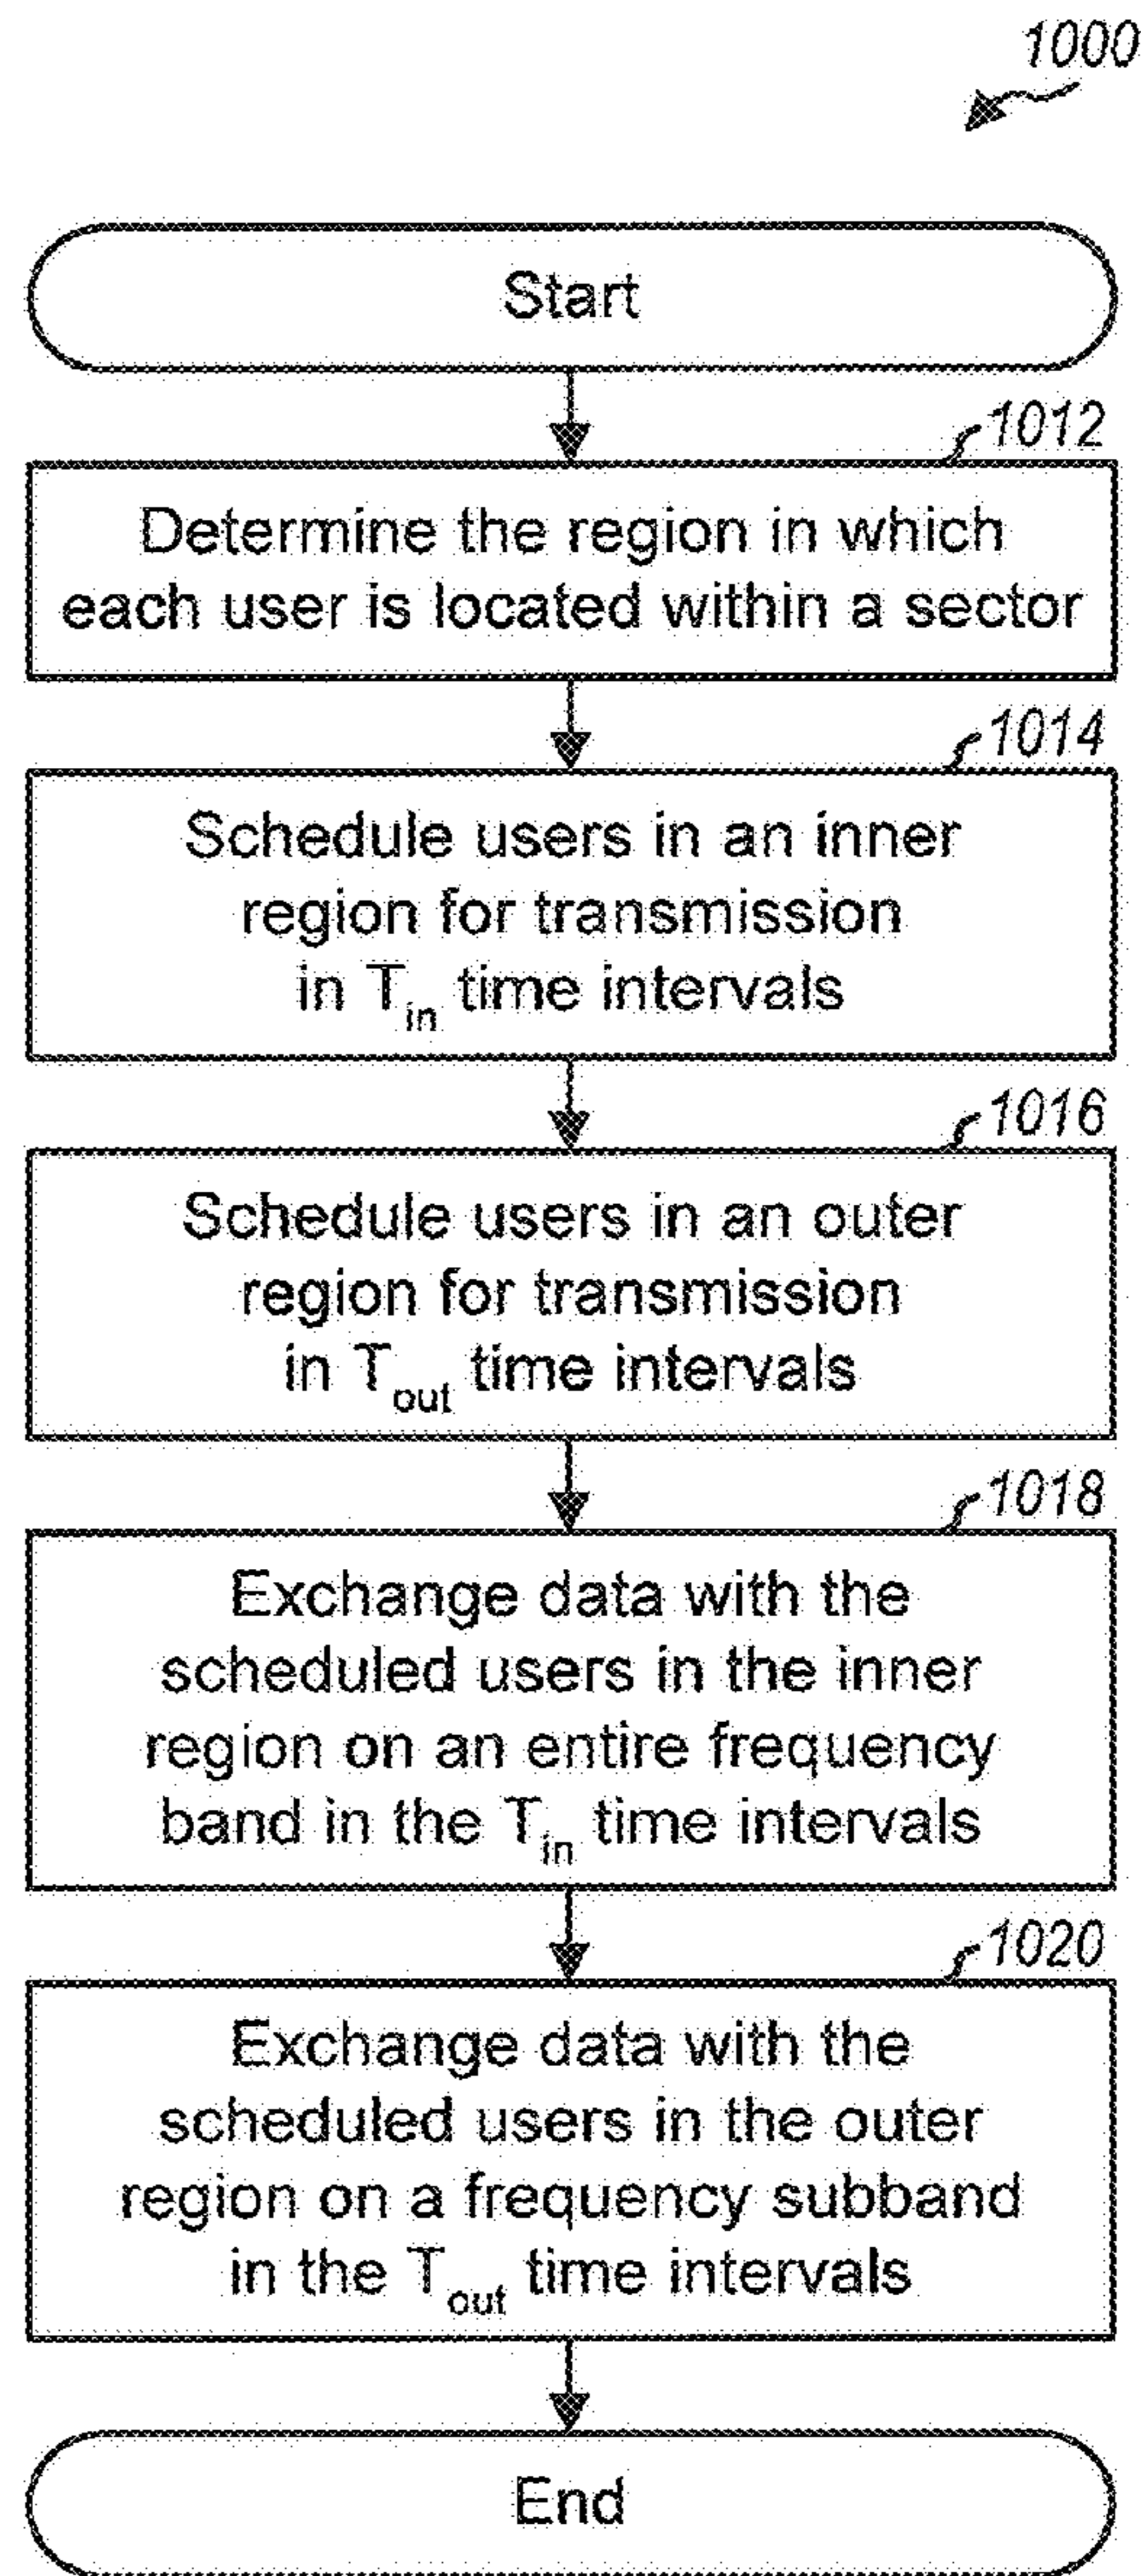 1000
Start
1012
Determine the region in which
each user is located within a sector
1014
Schedule users in an inner
region for transmission
in Tin time intervals
1016
Schedule users in an outer
region for transmission
in Tout time intervals
1018
Exchange data with the
scheduled users in the inner
region on an entire frequency
band in the Tin time intervals
1020
Exchange data with the
scheduled users in the outer
region on a frequency subband
in the Tout time intervals
End